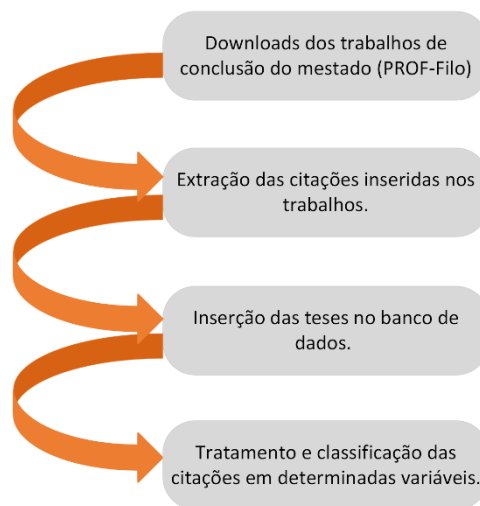 Downloads dos trabalhos de
conclusão do mestado (PROF-Filo)
Extração das citações inseridas nos
trabalhos.
Inserção das teses no banco de
dados.
Tratamento e classificação das
citações em determinadas variáveis.